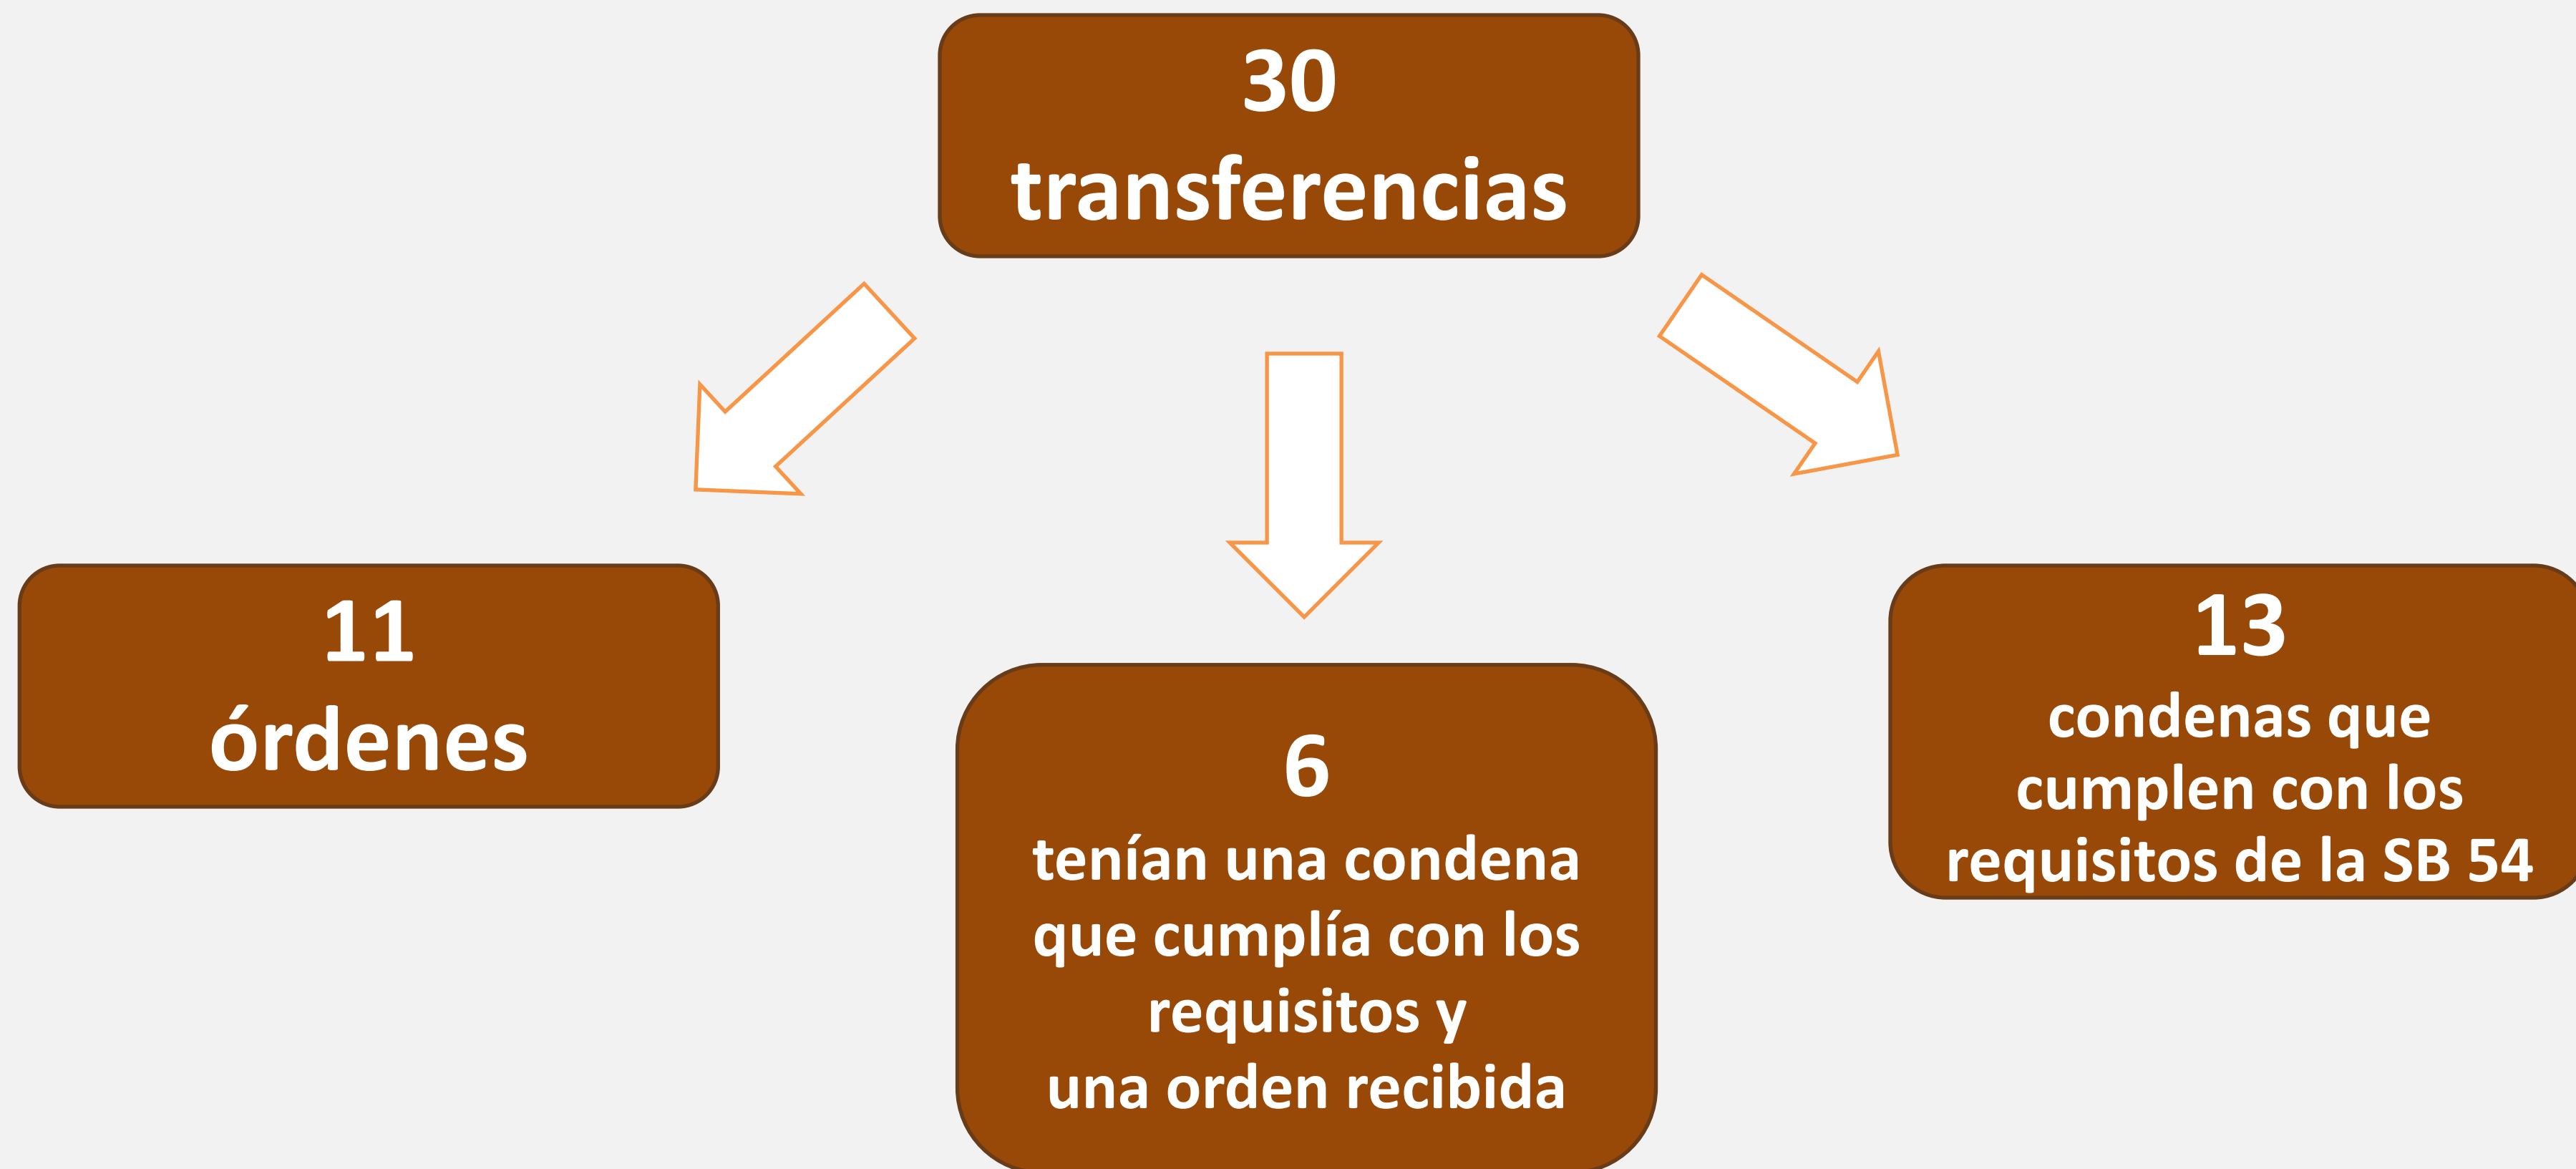 30
transferencias
11
órdenes
6
tenían una condena
que cumplía con los
requisitos y
una orden recibida
13
condenas que
cumplen con los
requisitos de la SB 54